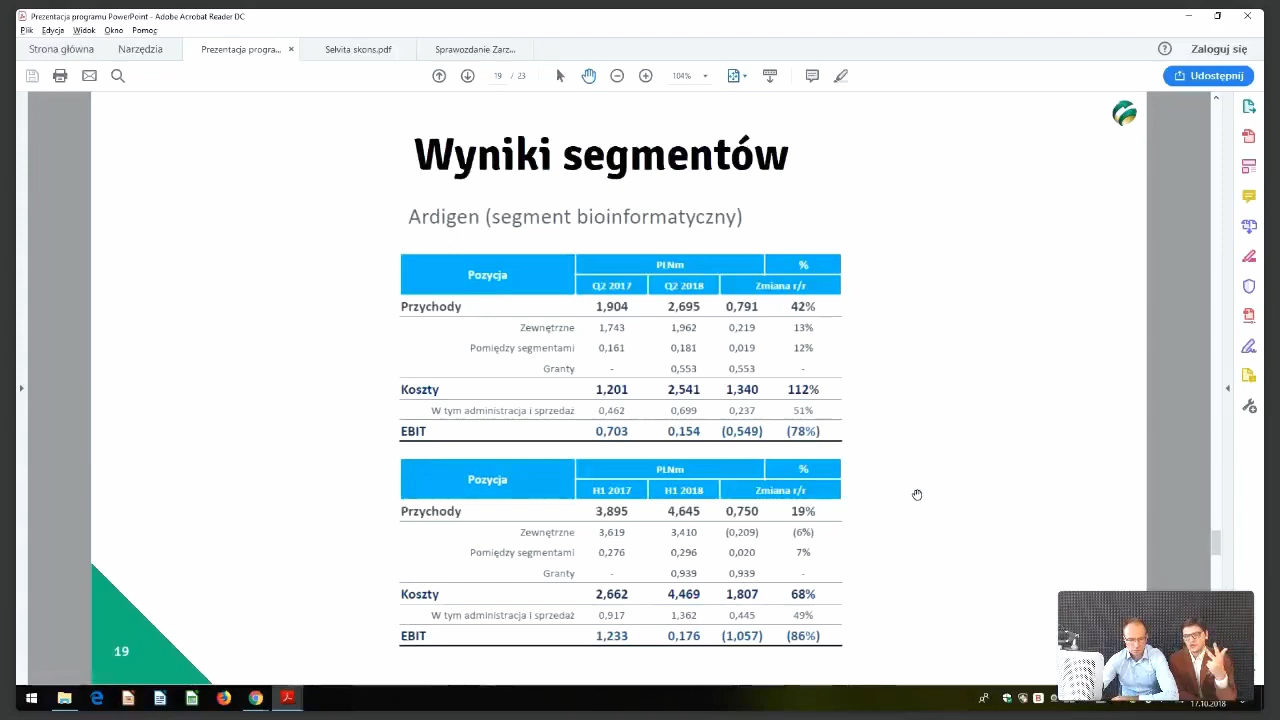 Prezentacja programu PowerPoint - Adobe Acrobat Reader DC
Plik Edycja Widok Okno Pomoc
Strona główna Narzędzia Prezentacja progra... × Selvita skons.pdf Sprawozdanie Zarz... Zaloguj się
19 / 23 104% Udostępnij
Wyniki segmentów
Ardigen (segment bioinformatyczny)
Pozycja PLNm %
Q2 2017 Q2 2018 Zmiana r/r
Przychody 1,904 2,695 0,791 42%
Zewnętrzne 1,743 1,962 0,219 13%
Pomiędzy segmentami 0,161 0,181 0,019 12%
Granty - 0,553 0,553 -
Koszty 1,201 2,541 1,340 112%
W tym administracja i sprzedaż 0,462 0,699 0,237 51%
EBIT 0,703 0,154 (0,549) (78%)
Pozycja PLNm %
H1 2017 H1 2018 Zmiana r/r
Przychody 3,895 4,645 0,750 19%
Zewnętrzne 3,619 3,410 (0,209) (6%)
Pomiędzy segmentami 0,276 0,296 0,020 7%
Granty - 0,939 0,939 -
Koszty 2,662 4,469 1,807 68%
W tym administracja i sprzedaż 0,917 1,362 0,445 49%
EBIT 1,233 0,176 (1,057) (86%)
19
17.10.2018